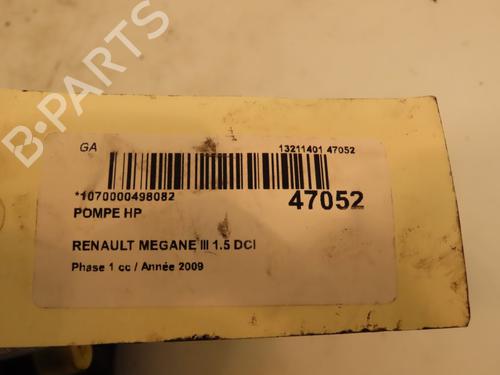 B-PARTS
GA
13211401 47052
*1070000498082
47052
POMPE HP
RENAULT MEGANE III 1.5 DCI
Phase 1 cc / Année 2009